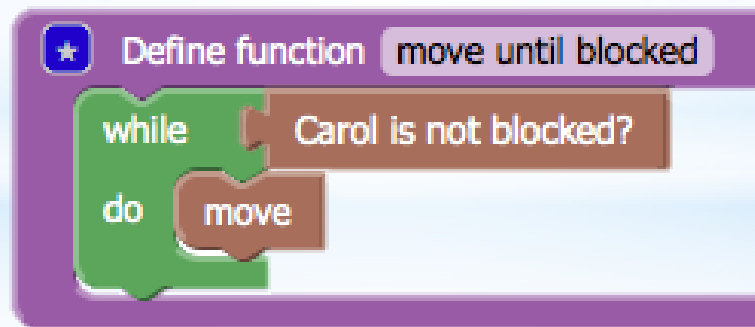 Define function move until blocked
while Carol is not blocked?
do move